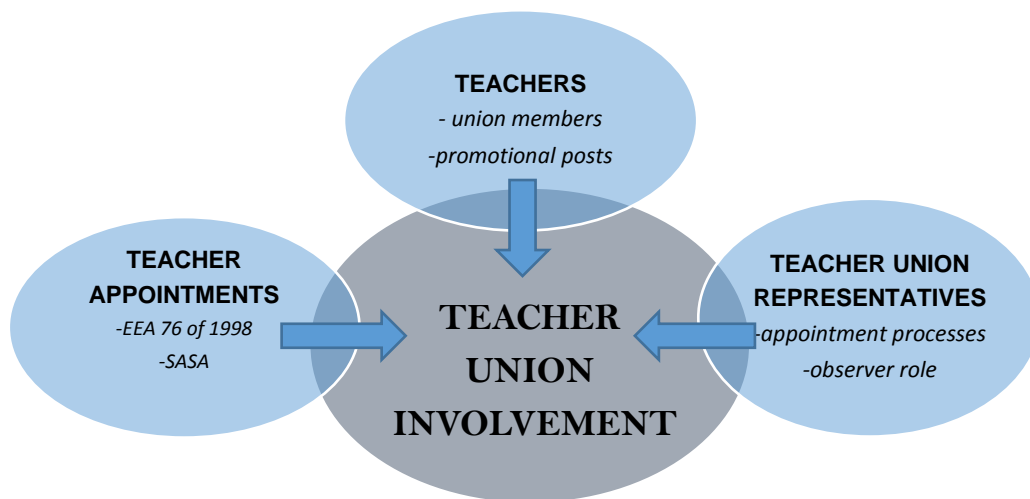 TEACHERS
- union members
-promotional posts
TEACHER
APPOINTMENTS
-EEA 76 of 1998
-SASA
TEACHER UNION
REPRESENTATIVES
-appointment processes
-observer role
TEACHER
UNION
INVOLVEMENT